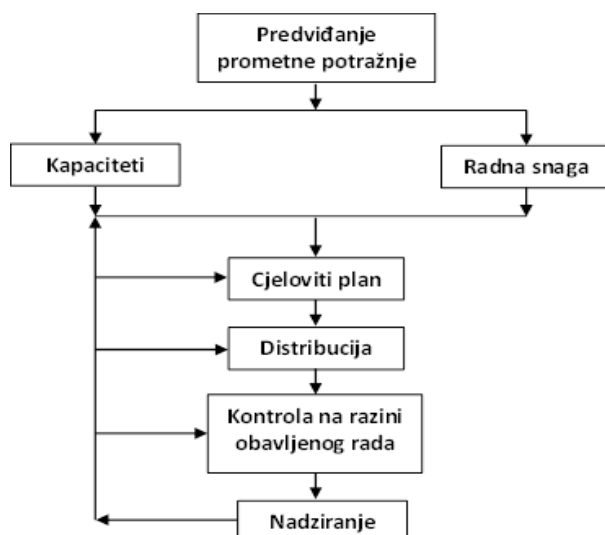 Predviđanje
prometne potražnje
Kapaciteti
Radna snaga
Cjeloviti plan
Distribucija
Kontrola na razini
obavljenog rada
Nadziranje